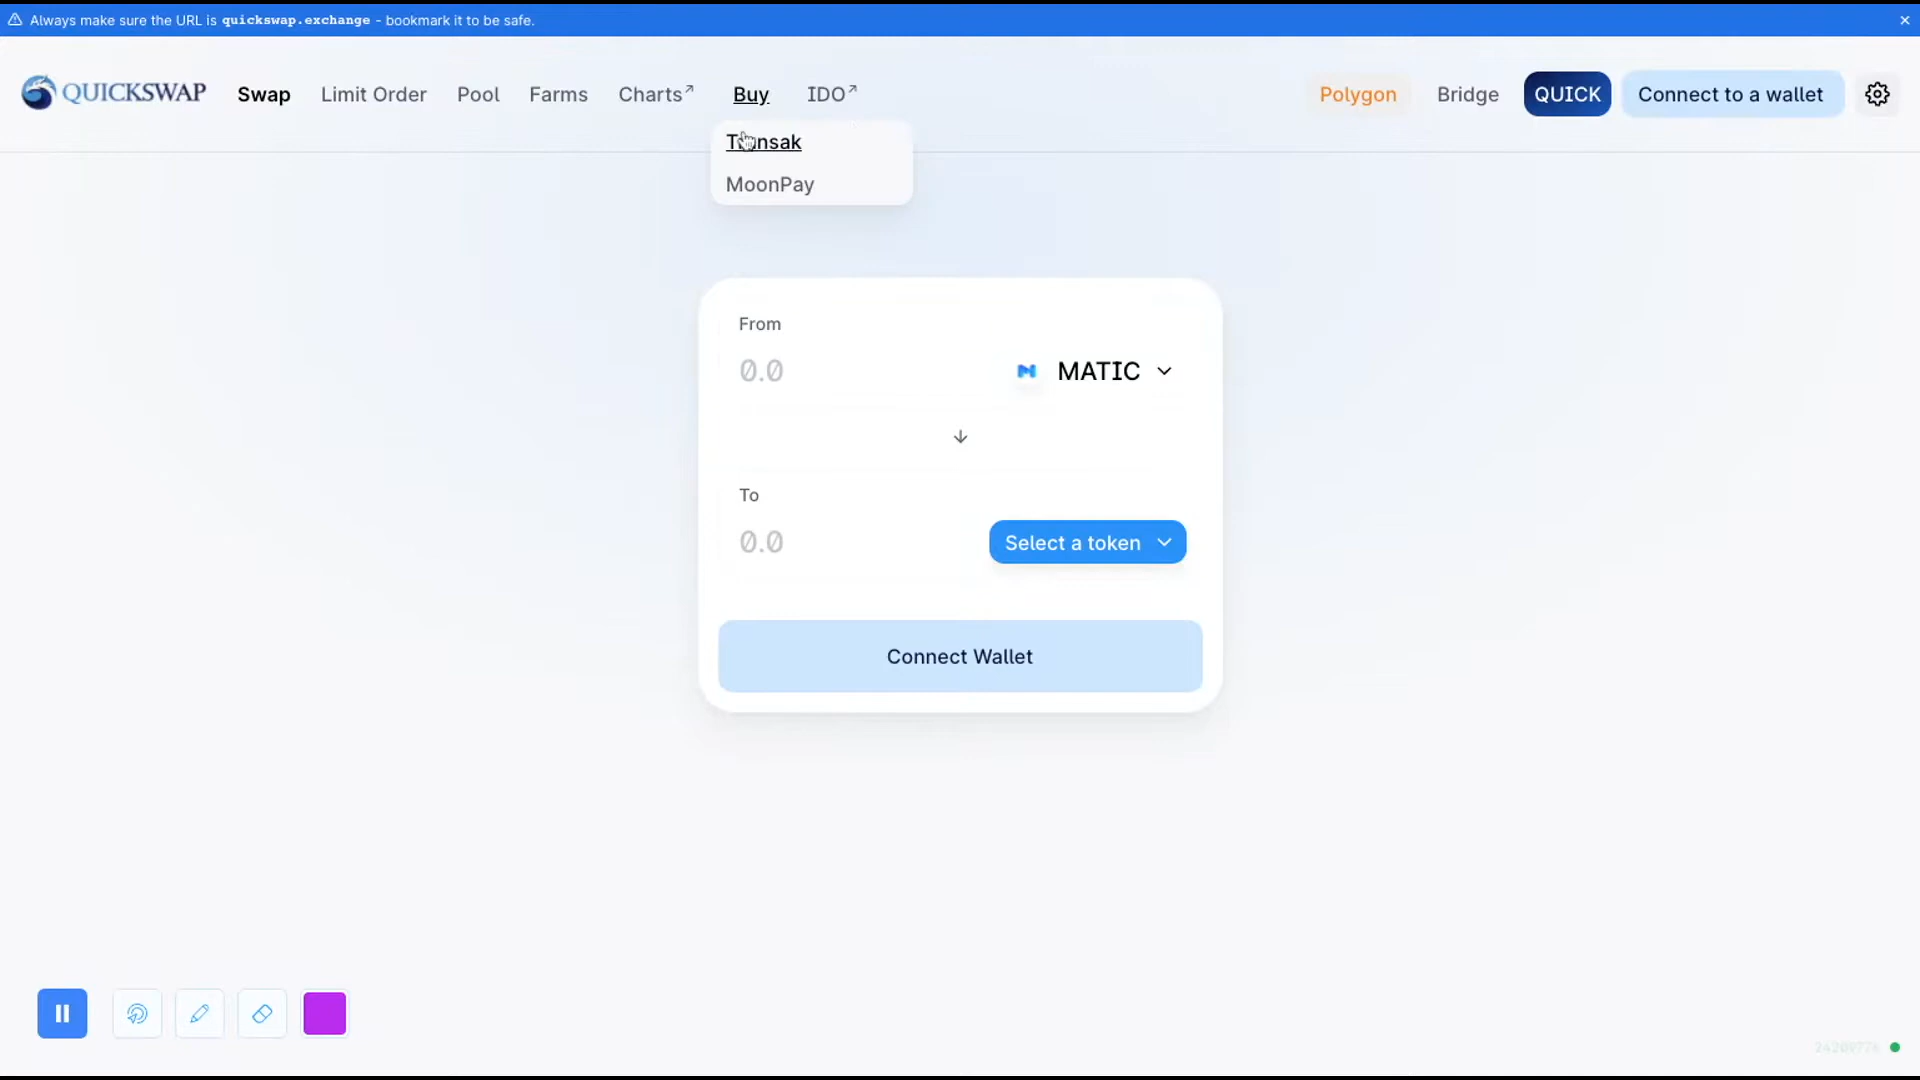 Always make sure the URL is quickswap.exchange - bookmark it to be safe.
QUICKSWAP
Swap
Limit Order
Pool
Farms
Charts↗
Buy
IDO↗
Polygon
Bridge
QUICK
Connect to a wallet
Transak
MoonPay
From
0.0
MATIC
To
0.0
Select a token
Connect Wallet